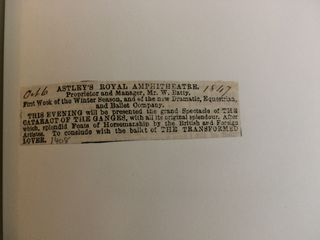 Oct 6 ASTLEY'S ROYAL AMPHITHEATRE. 1847
Proprietor and Manager, Mr. W. Batty.
First Week of the Winter Season, and of the new Dramatic, Equestrian,
and Ballet Company.
THIS EVENING will be presented the grand Spectacle of THE
CATARACT OF THE GANGES, with all its original splendour. After
which, splendid Feats of Horsemanship by the British and Foreign
Artistes. To conclude with the ballet of THE TRANSFORMED
LOVER.